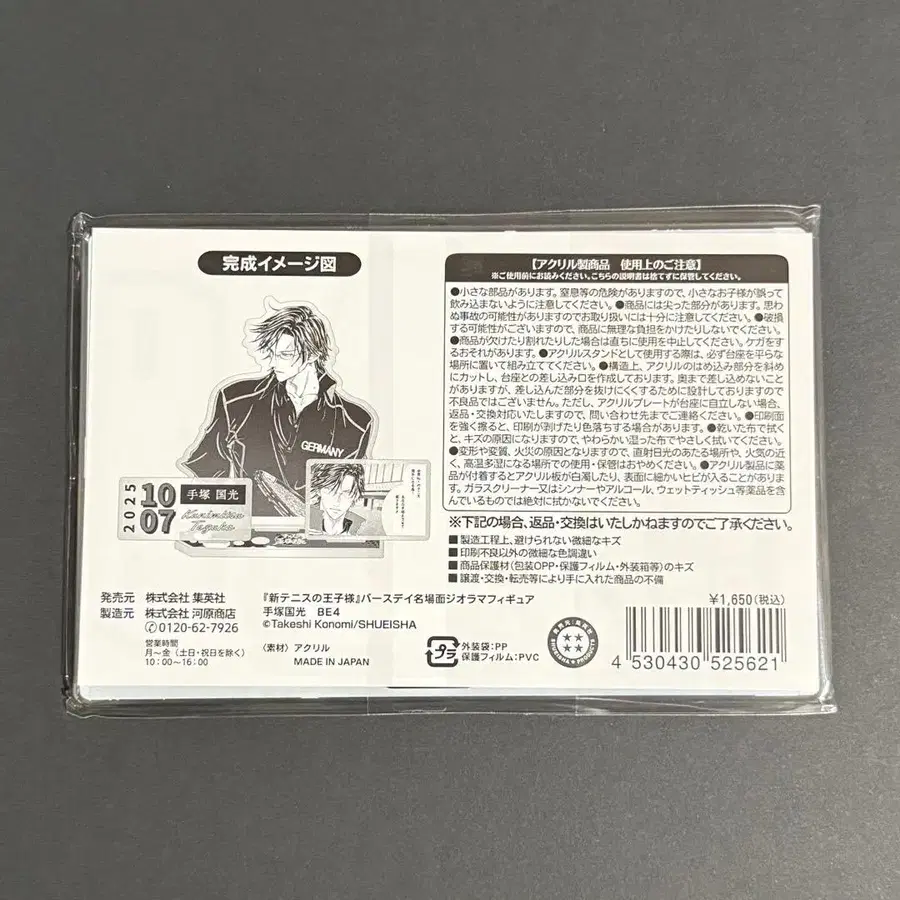 完成イメージ図
GERMANY
2025
10
07
手塚 国光
Kunimitsu
Tezuka
【アクリル製商品 使用上のご注意】
※ご使用前にお読みください。こちらの説明書は捨てずに保管してください。
●小さな部品があります。窒息等の危険がありますので、小さなお子様が誤って
飲み込まないように注意してください。●商品には尖った部分があります。思わ
ぬ事故の可能性がありますのでお取り扱いには十分に注意してください。●破損
する可能性がございますので、商品に無理な負担をかけたりしないでください。
●商品が欠けたり割れたりした場合は直ちに使用を中止してください。ケガをす
るおそれがあります。●アクリルスタンドとして使用する際は、必ず台座を平らな
場所に置いて組み立ててください。●構造上、アクリルのはめ込み部分を斜め
にカットし、台座との差し込み口を作成しております。奥まで差し込めないこと
がありますが、差し込んだ部分を抜けにくくするために設計しておりますので
不良品ではございません。ただし、アクリルプレートが台座に自立しない場合、
返品・交換対応いたしますので、問い合わせ先までご連絡ください。●印刷面
を強く擦ると、印刷が剥げたり色落ちする場合があります。●乾いた布で拭く
と、キズの原因になりますので、やわらかい湿った布でやさしく拭いてください。
●変形や変質、火災の原因となりますので、直射日光のあたる場所や、火気の近
く、高温多湿になる場所での使用・保管はおやめください。●アクリル製品に薬品
が付着するとアクリル板が白濁したり、表面に細かいヒビが入ることがありま
す。ガラスクリーナー又はシンナーやアルコール、ウェットティッシュ等薬品を含
んでいるものでは絶対に拭かないでください。
※下記の場合、返品・交換はいたしかねますのでご了承ください。
■製造工程上、避けられない微細なキズ
■印刷不良以外の微細な色調違い
■商品保護材(包装OPP・保護フィルム・外装箱等)のキズ
■譲渡・交換・転売等により手に入れた商品の不備
発売元 株式会社 集英社
製造元 株式会社 河原商店
0120-62-7926
営業時間
月〜金(土日・祝日を除く)
10:00〜16:00
『新テニスの王子様』バースデイ名場面ジオラマフィギュア
手塚国光 BE4
©Takeshi Konomi/SHUEISHA
〈素材〉アクリル
MADE IN JAPAN
プラ
外装袋:PP
保護フィルム:PVC
¥1,650(税込)
4 530430 525621